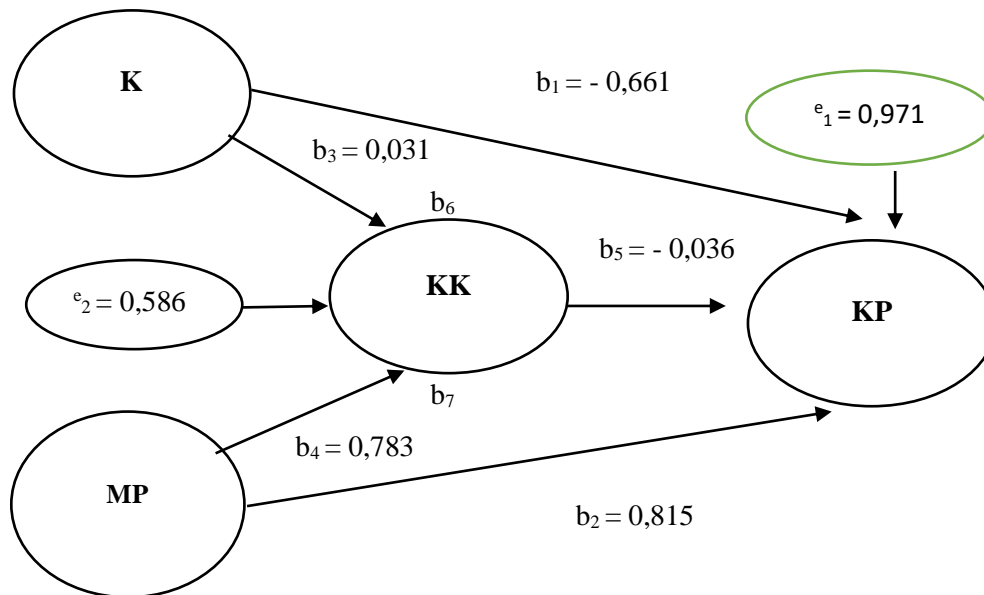 K
b₁ = - 0,661
e₁ = 0,971
b₃ = 0,031
b₆
b₅ = - 0,036
KK
KP
e₂ = 0,586
b₇
b₄ = 0,783
MP
b₂ = 0,815